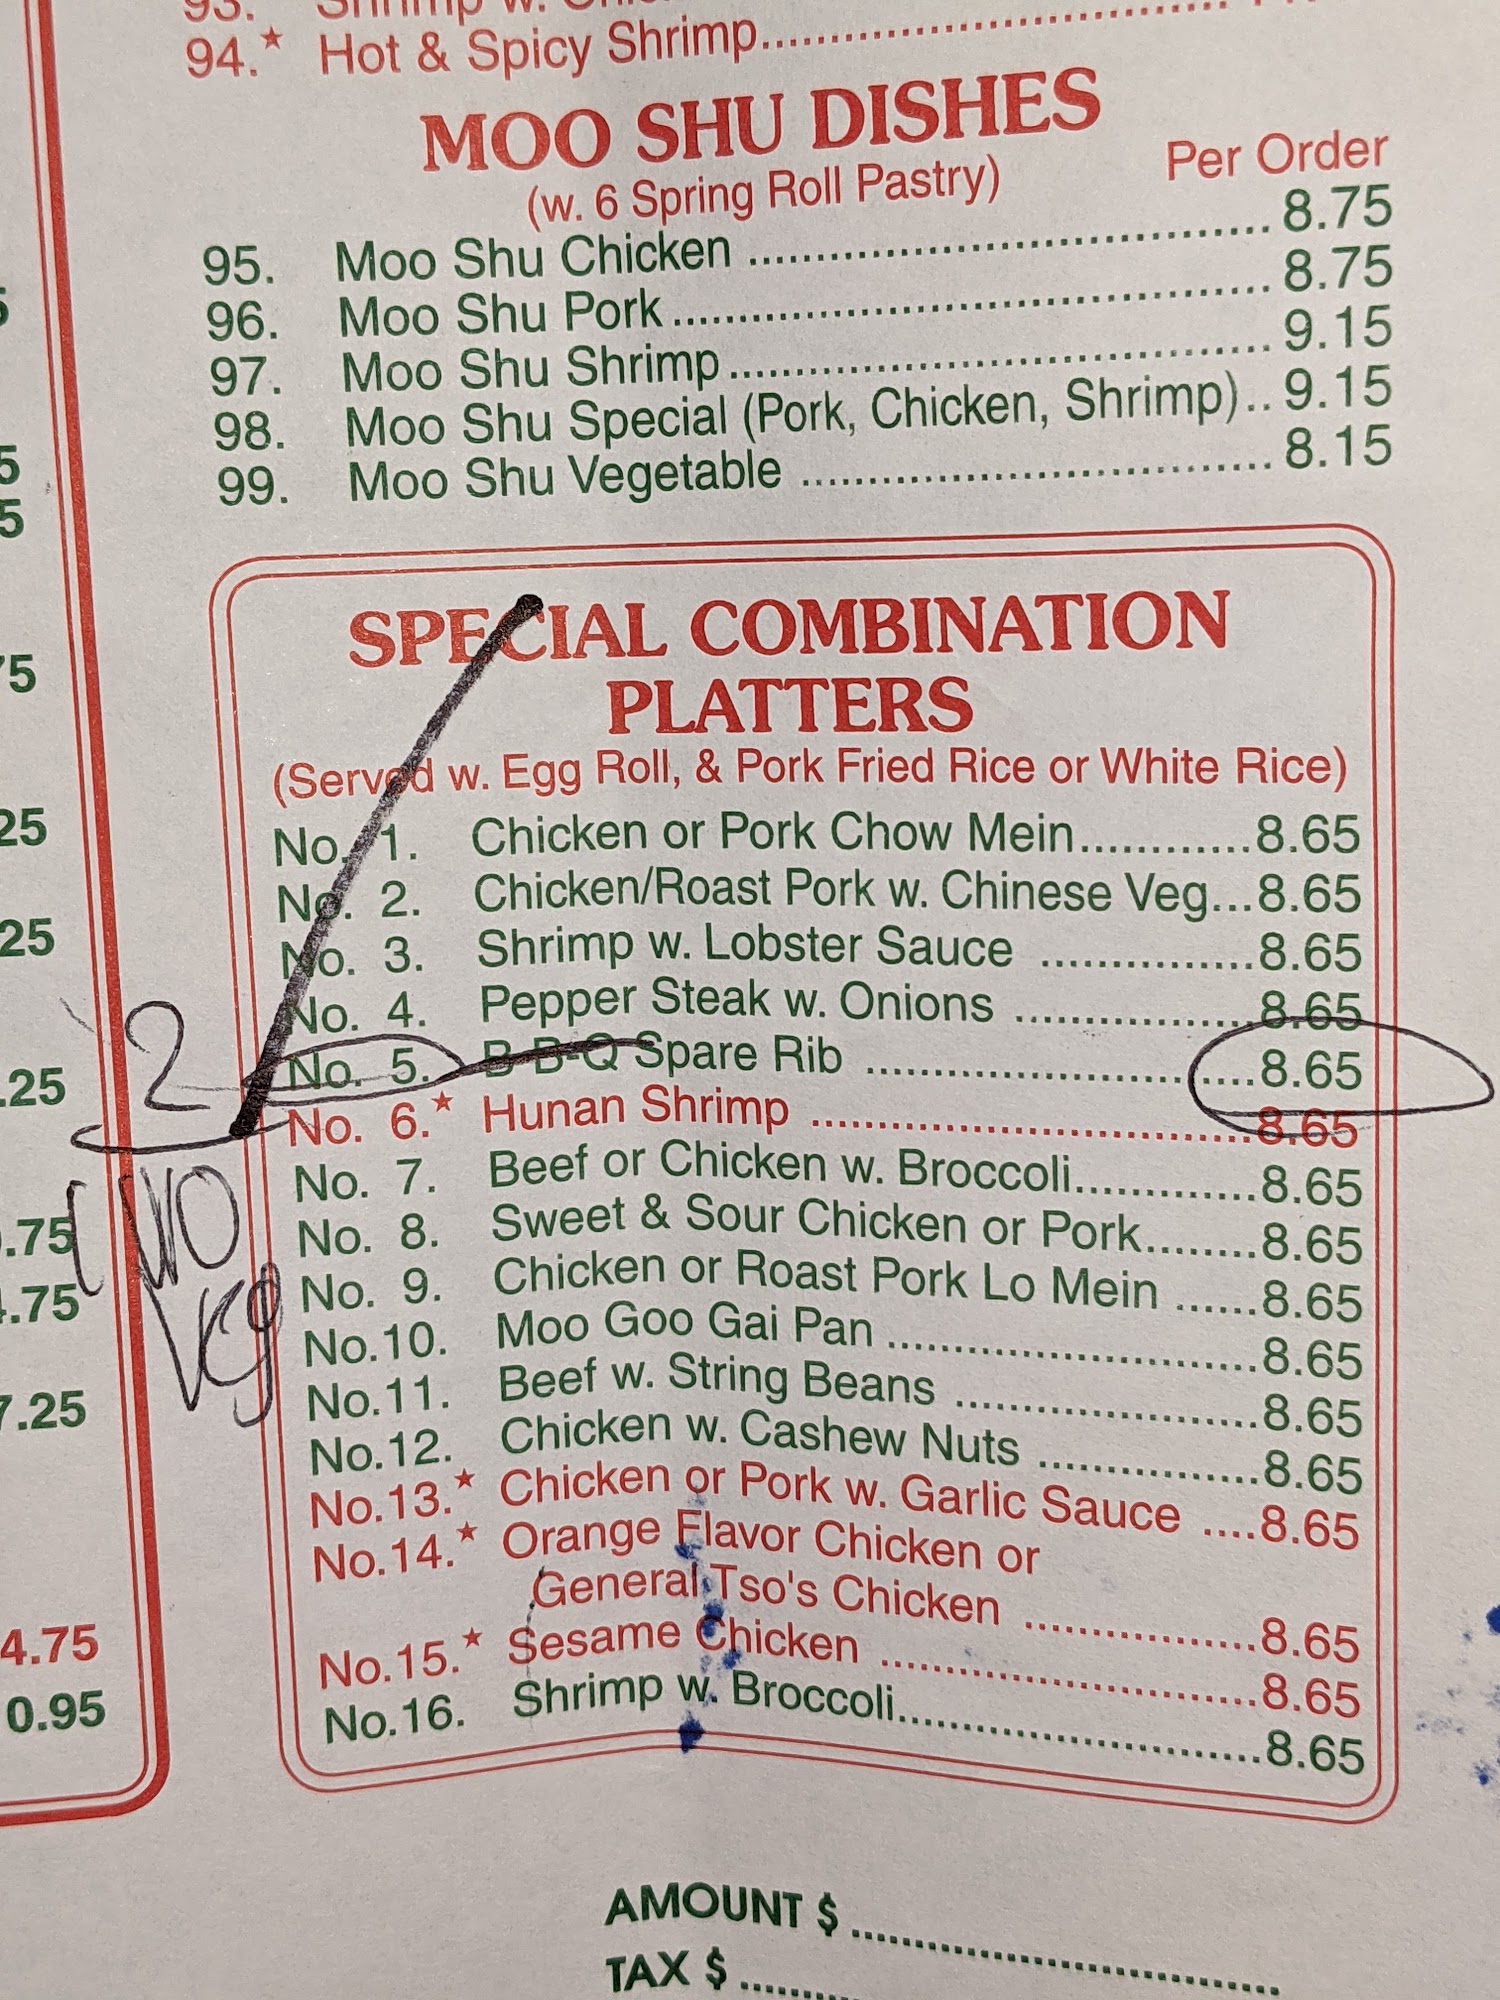 94.* Hot & Spicy Shrimp
MOO SHU DISHES
(w. 6 Spring Roll Pastry) Per Order
95. Moo Shu Chicken 8.75
96. Moo Shu Pork 8.75
97. Moo Shu Shrimp 9.15
98. Moo Shu Special (Pork, Chicken, Shrimp) 9.15
99. Moo Shu Vegetable 8.15
SPECIAL COMBINATION
PLATTERS
(Served w. Egg Roll, & Pork Fried Rice or White Rice)
No. 1. Chicken or Pork Chow Mein 8.65
No. 2. Chicken/Roast Pork w. Chinese Veg 8.65
No. 3. Shrimp w. Lobster Sauce 8.65
No. 4. Pepper Steak w. Onions 8.65
2 No. 5. B-B-Q Spare Rib 8.65
No. 6.* Hunan Shrimp 8.65
No. 7. Beef or Chicken w. Broccoli 8.65
No. 8. Sweet & Sour Chicken or Pork 8.65
No. 9. Chicken or Roast Pork Lo Mein 8.65
No.10. Moo Goo Gai Pan 8.65
No.11. Beef w. String Beans 8.65
No.12. Chicken w. Cashew Nuts 8.65
No.13.* Chicken or Pork w. Garlic Sauce 8.65
No.14.* Orange Flavor Chicken or
General Tso's Chicken 8.65
No.15.* Sesame Chicken 8.65
No.16. Shrimp w. Broccoli 8.65
(NO
Veg
.25
.75
.75
7.25
4.75
0.95
AMOUNT $
TAX $